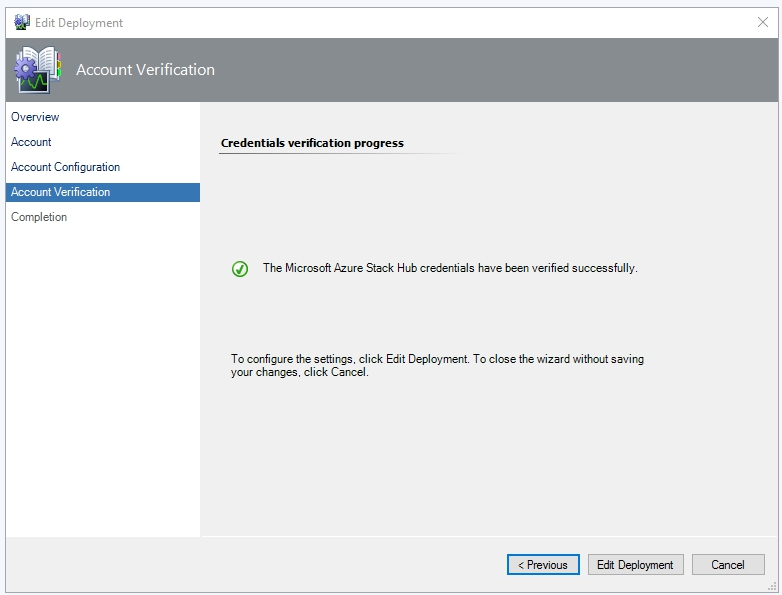 Edit Deployment
Account Verification
Overview
Account
Account Configuration
Account Verification
Completion
Credentials verification progress
The Microsoft Azure Stack Hub credentials have been verified successfully.
To configure the settings, click Edit Deployment. To close the wizard without saving
your changes, click Cancel.
< Previous
Edit Deployment
Cancel